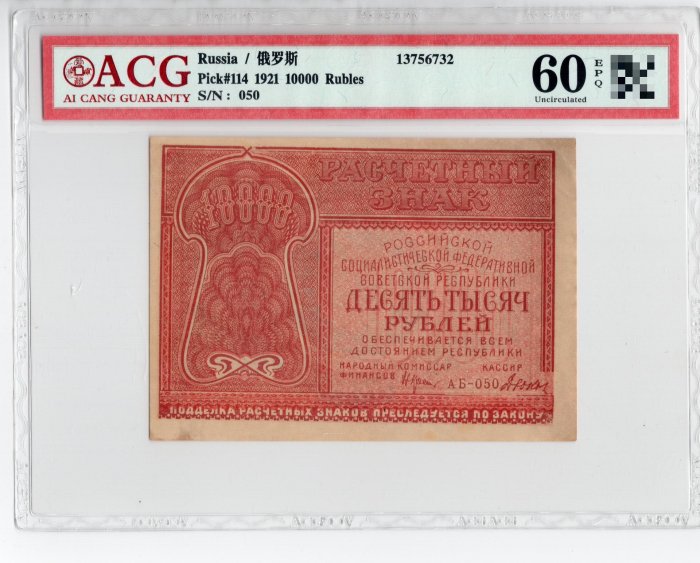 ACG
AI CANG GUARANTY
Russia / 俄罗斯
13756732
Pick#114 1921 10000 Rubles
S/N: 050
60
EPQ
Uncirculated
10000
РАСЧЕТНЫЙ
ЗНАК
РОССИЙСКОЙ
СОЦИАЛИСТИЧЕСКОЙ ФЕДЕРАТИВНОЙ
СОВЕТСКОЙ РЕСПУБЛИКИ
ДЕСЯТЬ ТЫСЯЧ
РУБЛЕЙ
ОБЕСПЕЧИВАЕТСЯ ВСЕМ
ДОСТОЯНИЕМ РЕСПУБЛИКИ
НАРОДНЫЙ КОМИССАР КАССИР
ФИНАНСОВ
АБ-050
ПОДДЕЛКА РАСЧЕТНЫХ ЗНАКОВ ПРЕСЛЕДУЕТСЯ ПО ЗАКОНУ